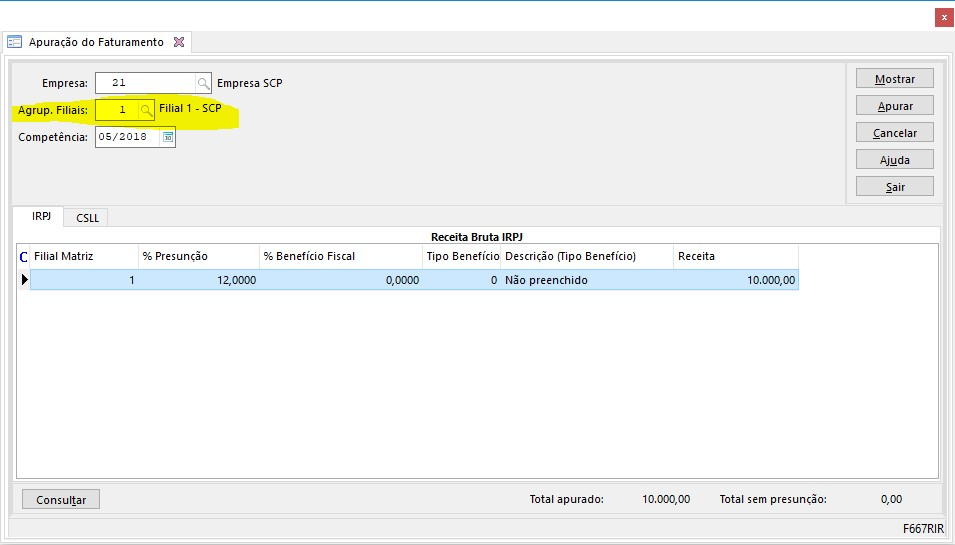 x
Apuração do Faturamento
Empresa: 21 Empresa SCP
Agrup. Filiais: 1 Filial 1 - SCP
Competência: 05/2018
Mostrar
Apurar
Cancelar
Ajuda
Sair
IRPJ CSLL
Receita Bruta IRPJ
C Filial Matriz % Presunção % Benefício Fiscal Tipo Benefício Descrição (Tipo Benefício) Receita
1 12,0000 0,0000 0 Não preenchido 10.000,00
Consultar Total apurado: 10.000,00 Total sem presunção: 0,00
F667RIR